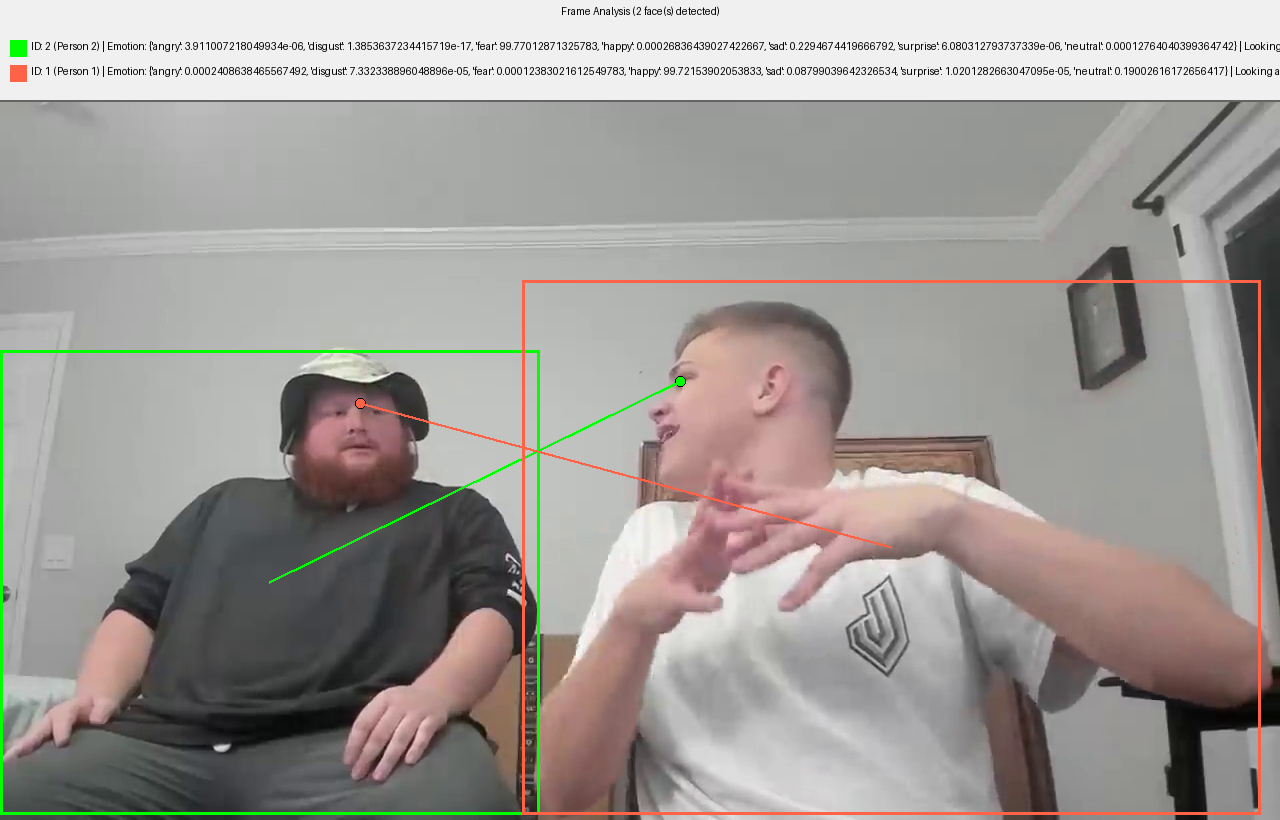 Frame Analysis (2 face(s) detected)
ID: 2 (Person 2) | Emotion: {'angry': 3.911007218049934e-06, 'disgust': 1.3853637234415719e-17, 'fear': 99.77012871325783, 'happy': 0.00026836439027422667, 'sad': 0.2294674419666792, 'surprise': 6.080312793737339e-06, 'neutral': 0.00012764040399364742} | Looking
ID: 1 (Person 1) | Emotion: {'angry': 0.0002408638465567492, 'disgust': 7.332338896048896e-05, 'fear': 0.00012383021612549783, 'happy': 99.72153902053833, 'sad': 0.08799039642326534, 'surprise': 1.0201282663047095e-05, 'neutral': 0.19002616172656417} | Looking a